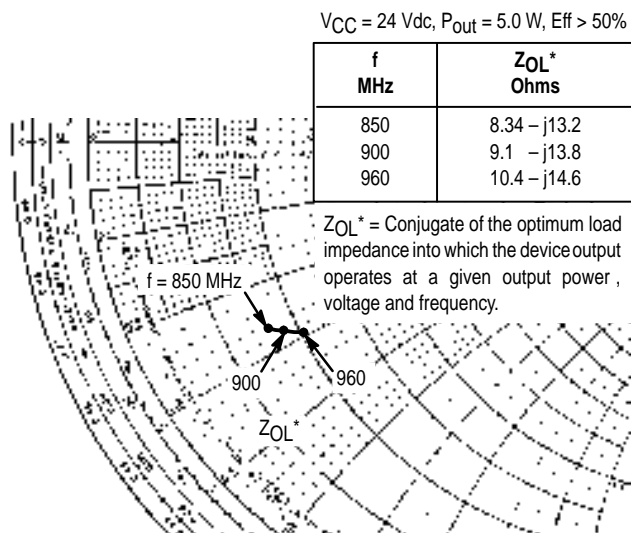 VCC = 24 Vdc, Pout = 5.0 W, Eff > 50%
f
MHz
ZOL*
Ohms
850 8.34 – j13.2
900 9.1 – j13.8
960 10.4 – j14.6
ZOL* = Conjugate of the optimum load
impedance into which the device output
operates at a given output power ,
voltage and frequency.
f = 850 MHz
900
960
ZOL*